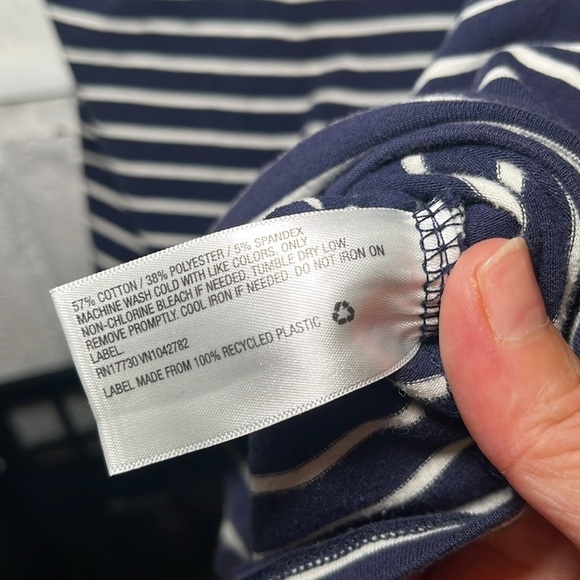 57% COTTON / 38% POLYESTER / 5% SPANDEX
MACHINE WASH COLD WITH LIKE COLORS. ONLY
NON-CHLORINE BLEACH IF NEEDED. TUMBLE DRY LOW.
REMOVE PROMPTLY. COOL IRON IF NEEDED. DO NOT IRON ON
LABEL.
RN17730 VN1042782
LABEL MADE FROM 100% RECYCLED PLASTIC